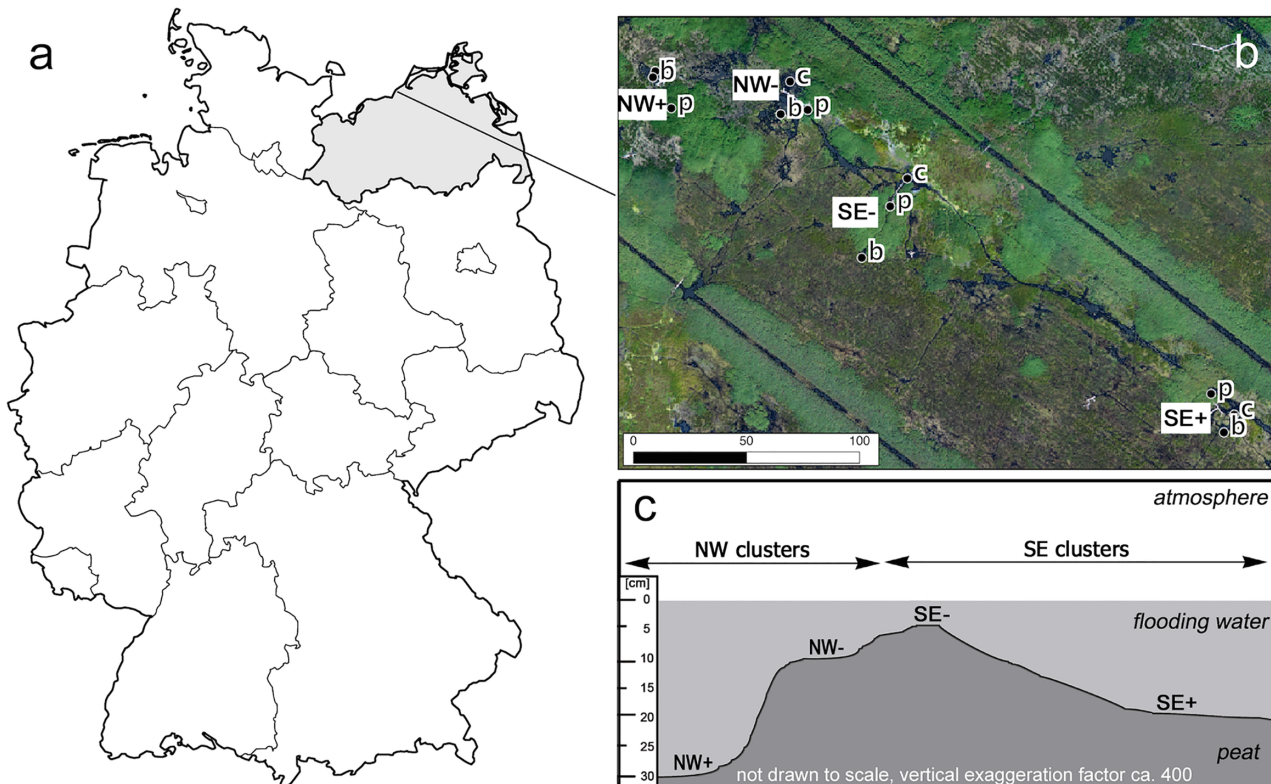 a
b
b
NW+
p
NW-
c
b
p
c
SE-
p
b
p
SE+
c
b
0
50
100
c
atmosphere
NW clusters
SE clusters
[cm]
0
5
10
15
20
25
30
flooding water
SE-
NW-
SE+
NW+
peat
not drawn to scale, vertical exaggeration factor ca. 400